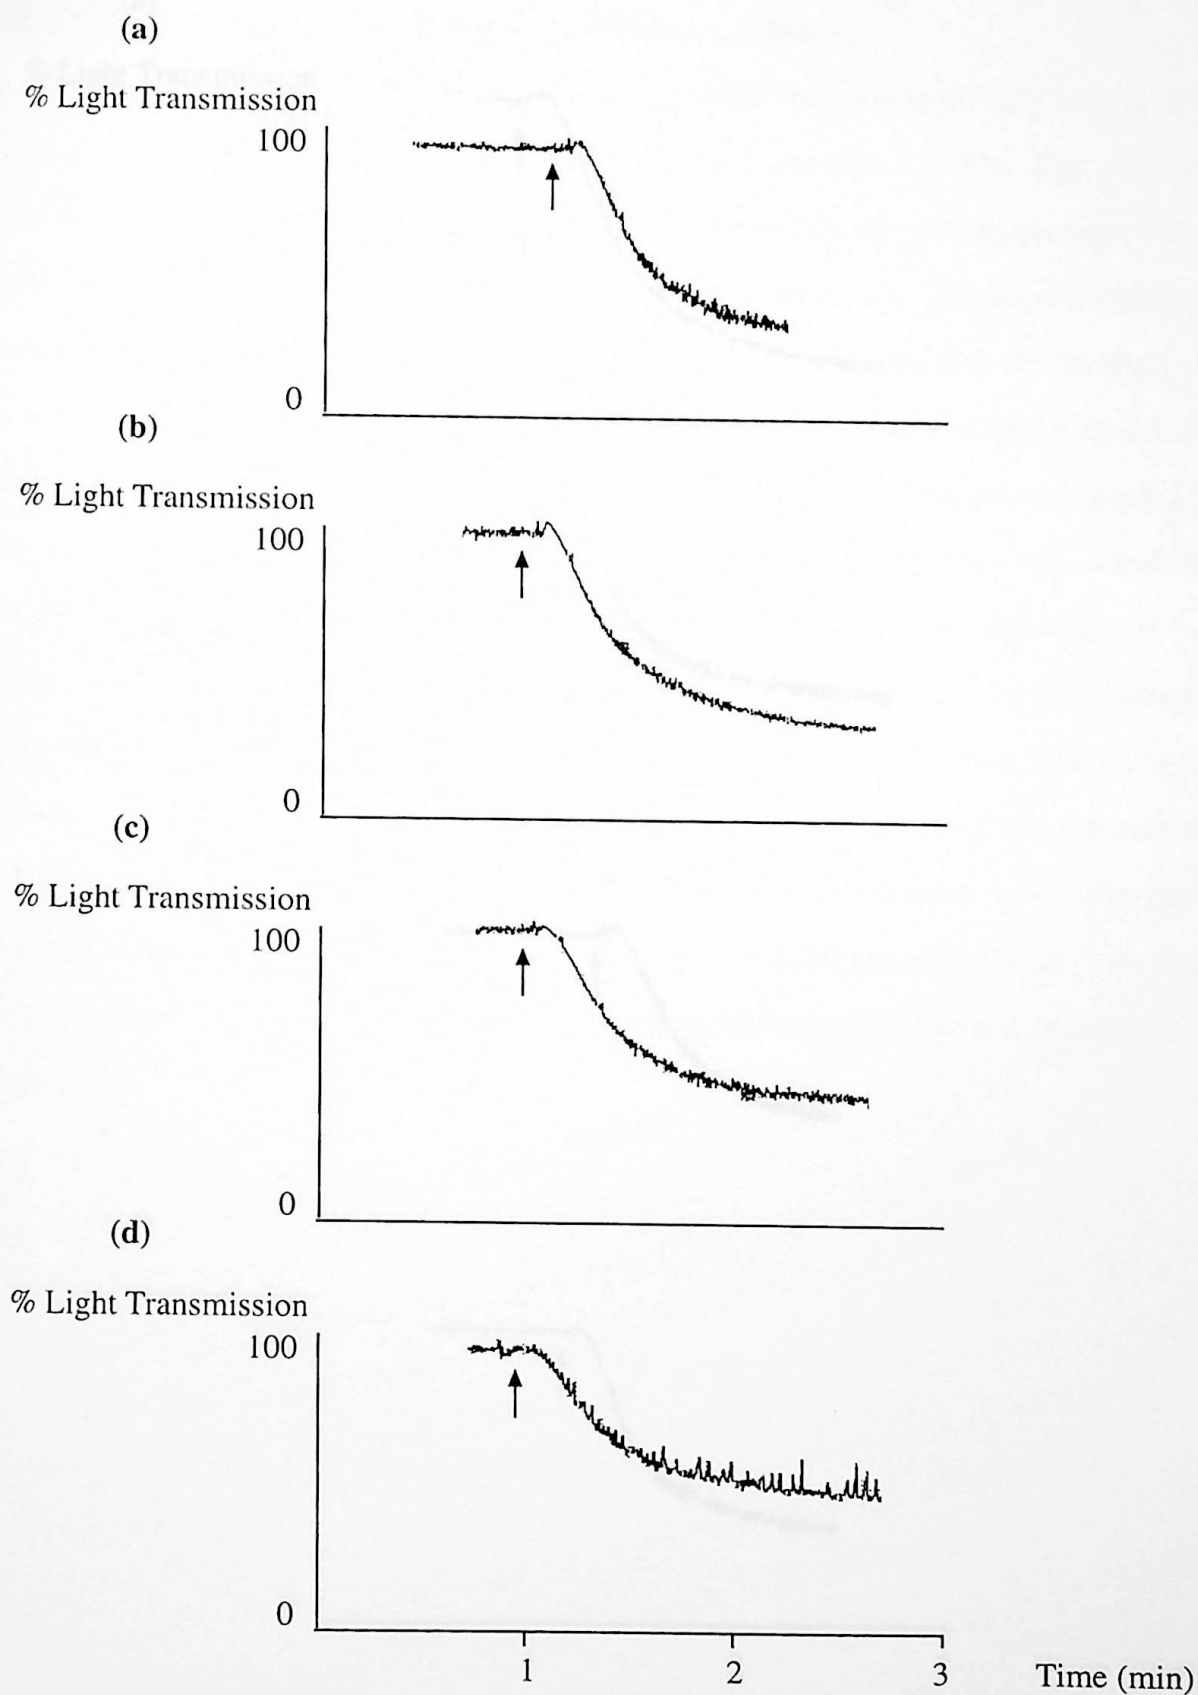 (a)
% Light Transmission
100
0
(b)
% Light Transmission
100
0
(c)
% Light Transmission
100
0
(d)
% Light Transmission
100
0
1 2 3 Time (min)